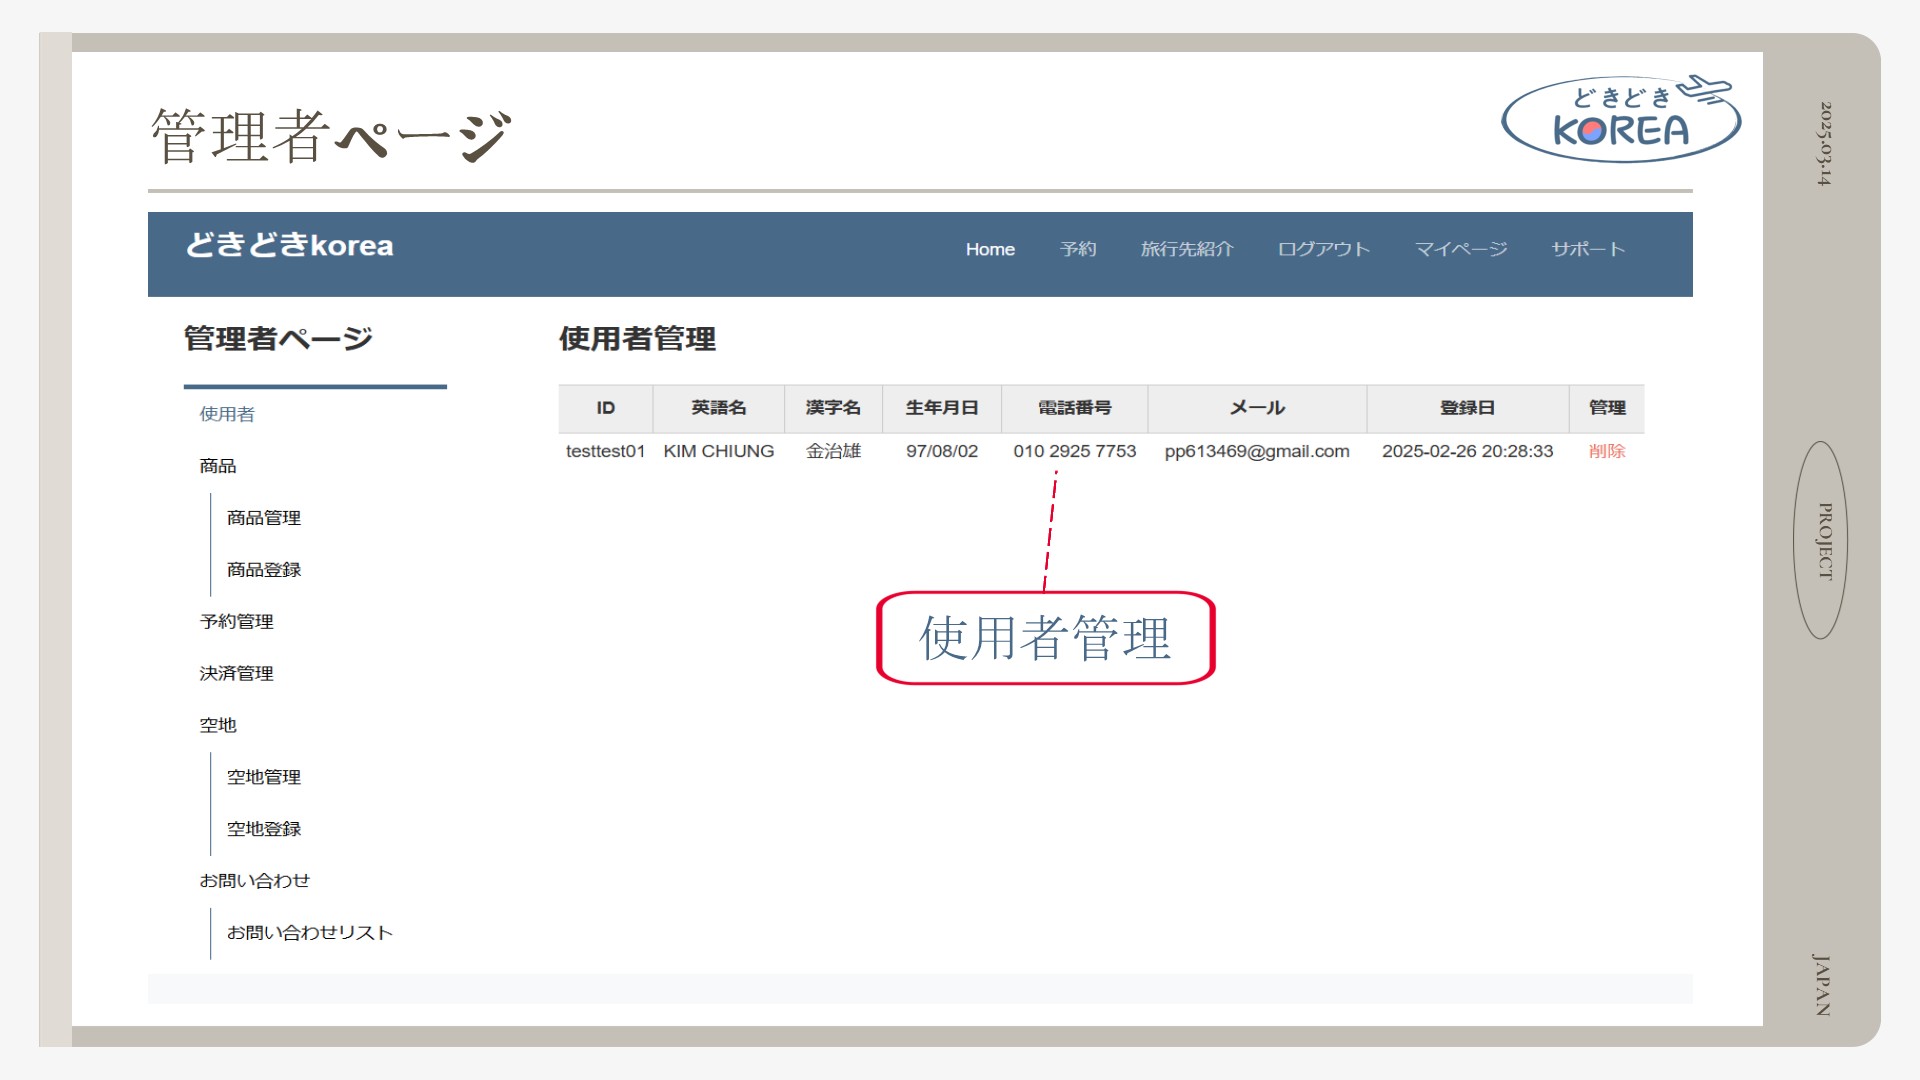 管理者ページ
どきどき
KOREA
2025.03.14
どきどきkorea
Home 予約 旅行先紹介 ログアウト マイページ サポート
管理者ページ
使用者
商品
商品管理
商品登録
予約管理
決済管理
空地
空地管理
空地登録
お問い合わせ
お問い合わせリスト
使用者管理
ID 英語名 漢字名 生年月日 電話番号 メール 登録日 管理
testtest01 KIM CHIUNG 金治雄 97/08/02 010 2925 7753 pp613469@gmail.com 2025-02-26 20:28:33 削除
使用者管理
PROJECT
JAPAN